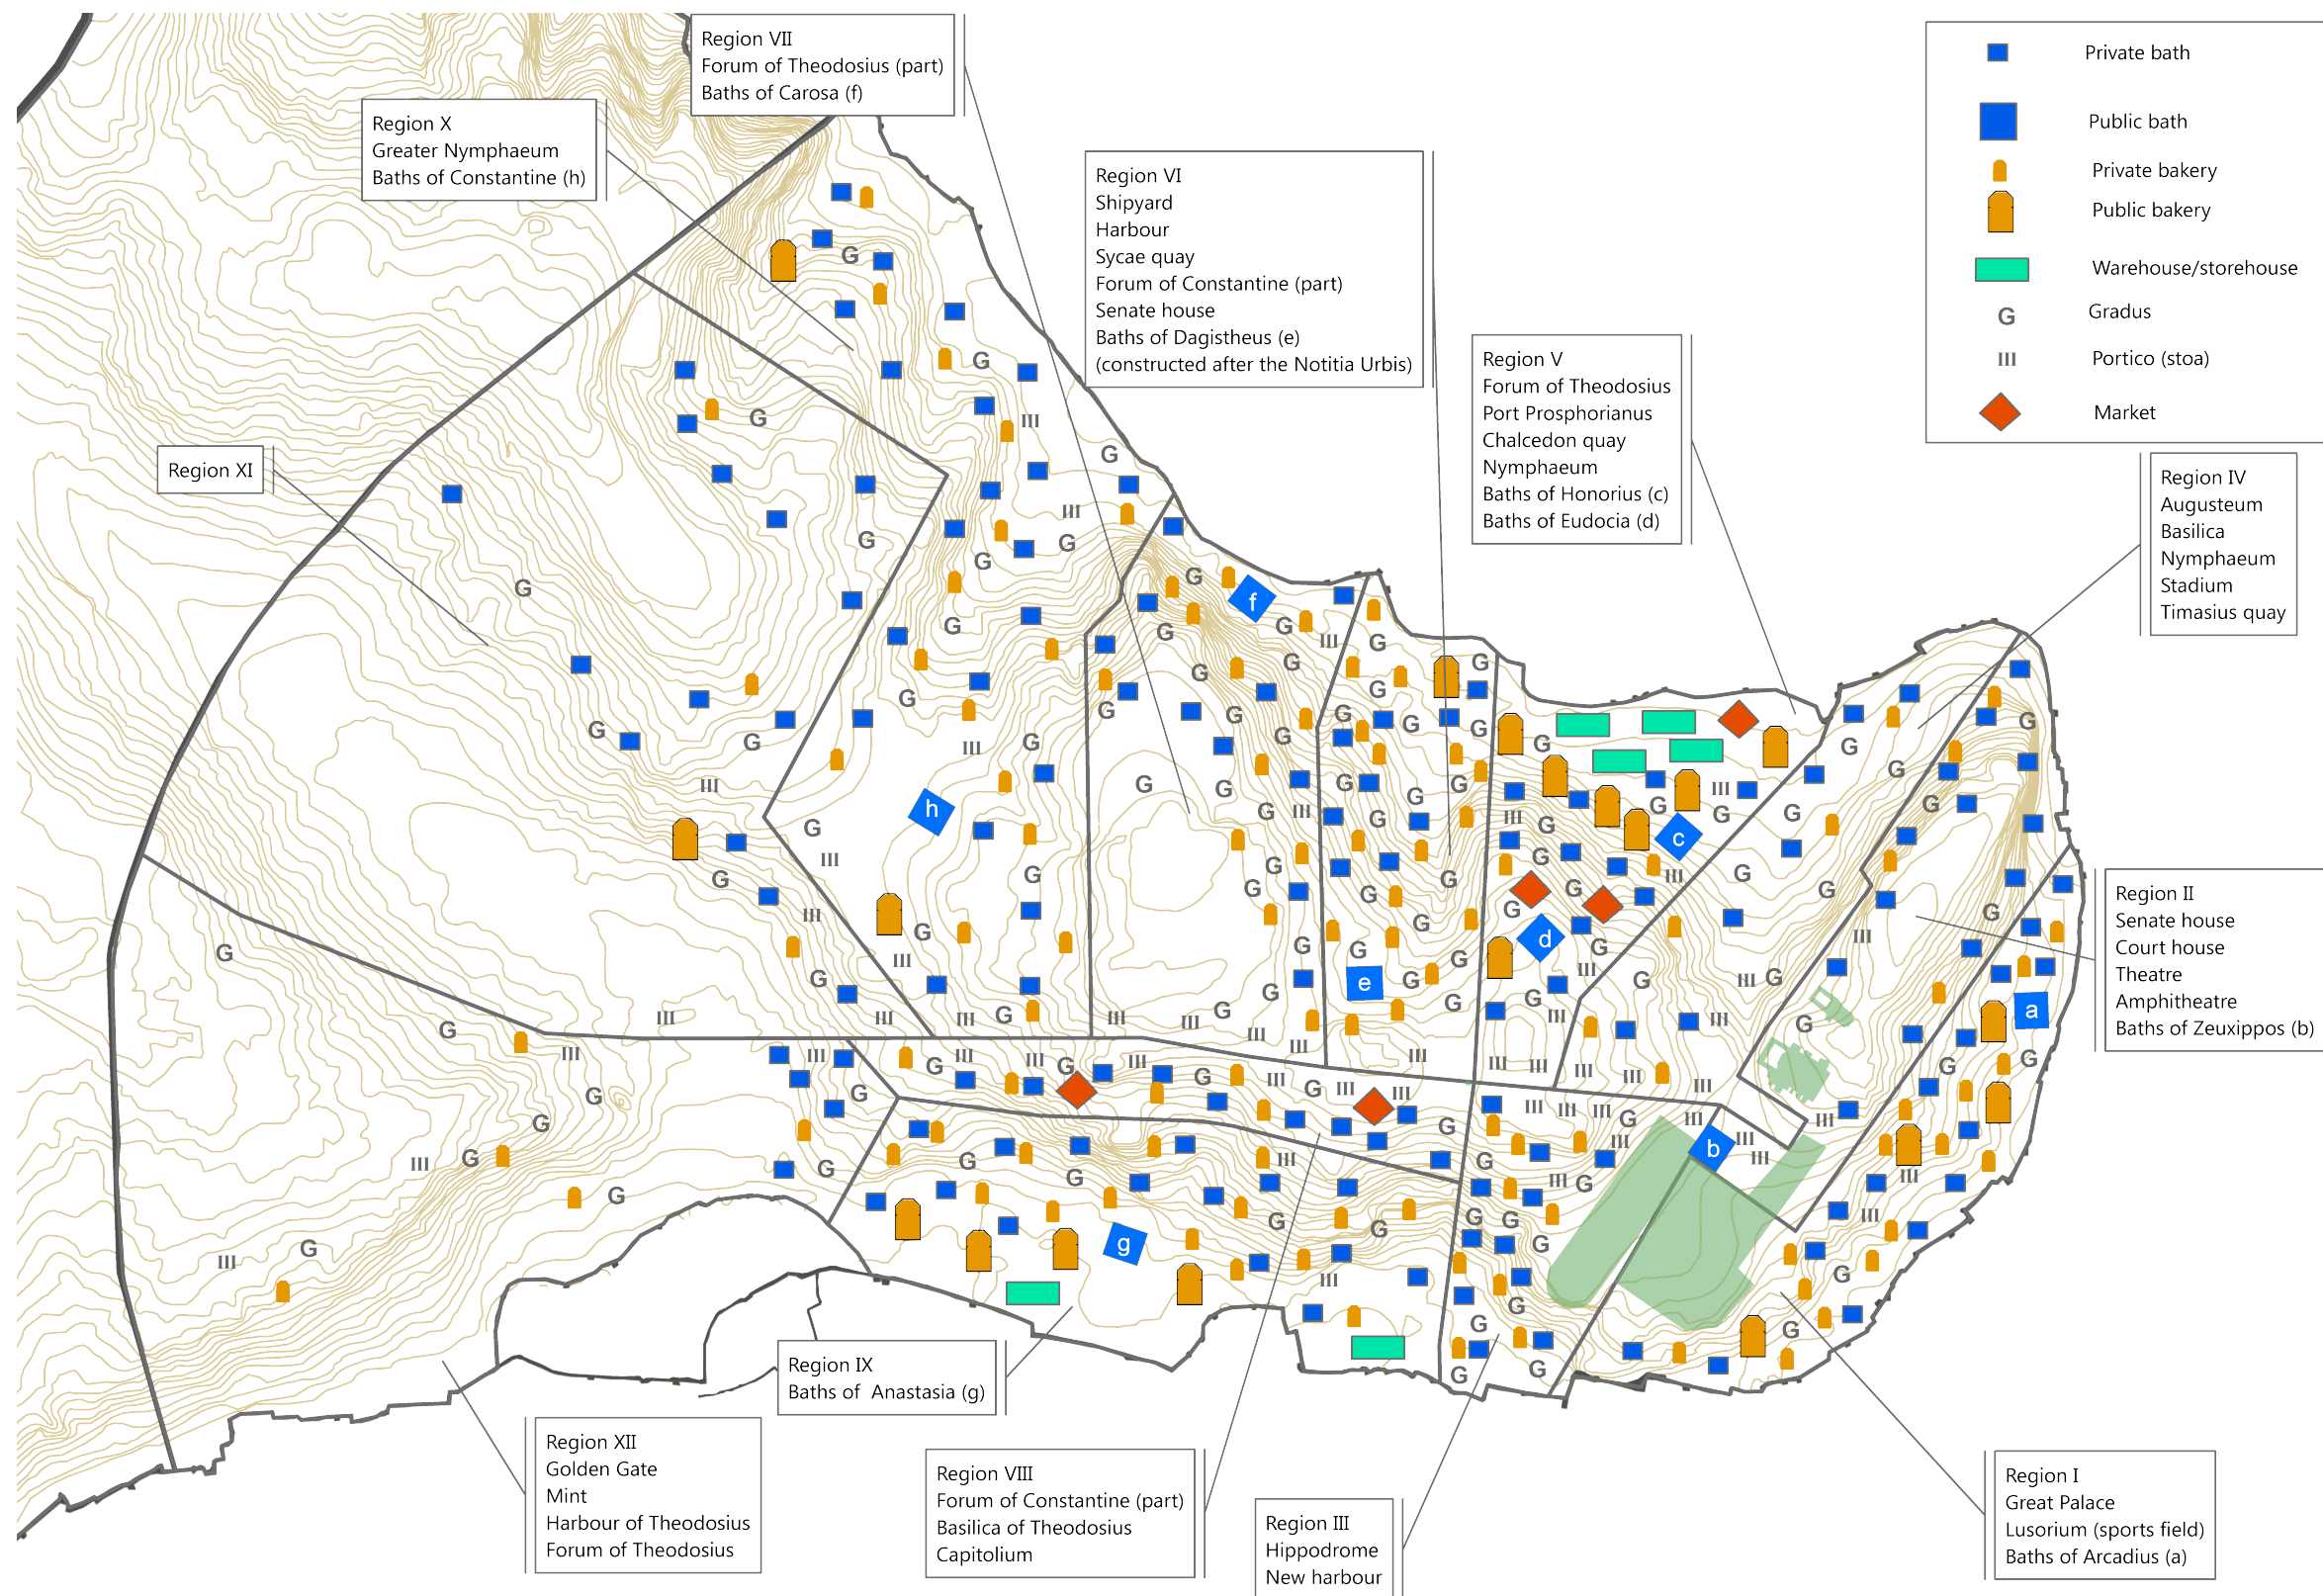 Region VII
Forum of Theodosius (part)
Baths of Carosa (f)
Region X
Greater Nymphaeum
Baths of Constantine (h)
Region VI
Shipyard
Harbour
Sycae quay
Forum of Constantine (part)
Senate house
Baths of Dagistheus (e)
(constructed after the Notitia Urbis)
Region V
Forum of Theodosius
Port Prosphorianus
Chalcedon quay
Nymphaeum
Baths of Honorius (c)
Baths of Eudocia (d)
Private bath
Public bath
Private bakery
Public bakery
Warehouse/storehouse
G Gradus
III Portico (stoa)
Market
Region XI
Region IV
Augusteum
Basilica
Nymphaeum
Stadium
Timasius quay
Region II
Senate house
Court house
Theatre
Amphitheatre
Baths of Zeuxippos (b)
f
h
c
d
e
a
b
g
Region IX
Baths of Anastasia (g)
Region XII
Golden Gate
Mint
Harbour of Theodosius
Forum of Theodosius
Region VIII
Forum of Constantine (part)
Basilica of Theodosius
Capitolium
Region III
Hippodrome
New harbour
Region I
Great Palace
Lusorium (sports field)
Baths of Arcadius (a)